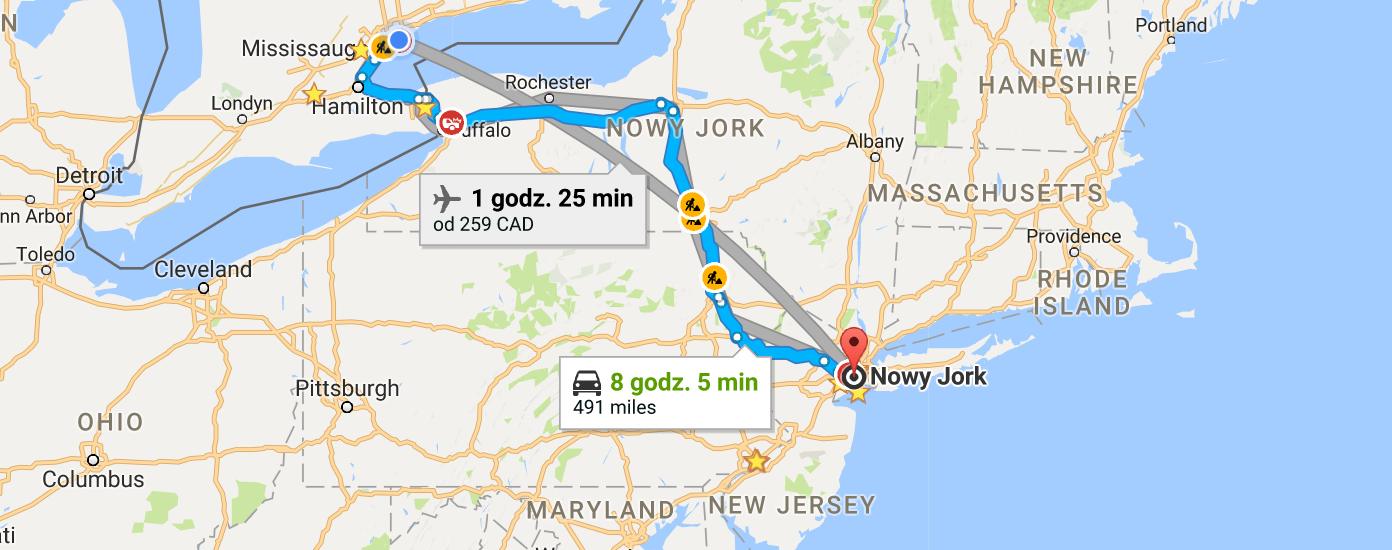 Portland
Mississaug
NEW
HAMPSHIRE
Rochester
Londyn
Hamilton
uffalo
NOWY JORK
Albany
Detroit
MASSACHUSETTS
1 godz. 25 min
od 259 CAD
nn Arbor
Providence
Toledo
Cleveland
RHODE
ISLAND
8 godz. 5 min
491 miles
Nowy Jork
Pittsburgh
OHIO
Columbus
MARYLAND
NEW JERSEY
ati